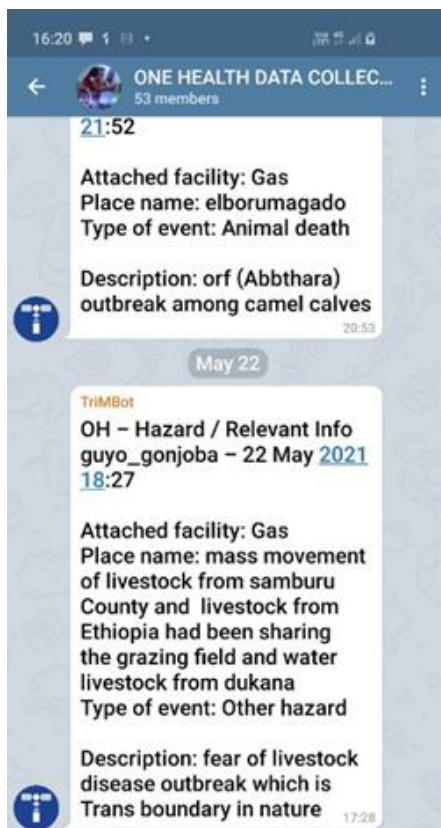 16:20
ONE HEALTH DATA COLLEC...
53 members
21:52
Attached facility: Gas
Place name: elborumagado
Type of event: Animal death
Description: orf (Abbthara)
outbreak among camel calves
20:53
May 22
TriMBot
OH – Hazard / Relevant Info
guyo_gonjoba – 22 May 2021
18:27
Attached facility: Gas
Place name: mass movement
of livestock from samburu
County and livestock from
Ethiopia had been sharing
the grazing field and water
livestock from dukana
Type of event: Other hazard
Description: fear of livestock
disease outbreak which is
Trans boundary in nature
17:28